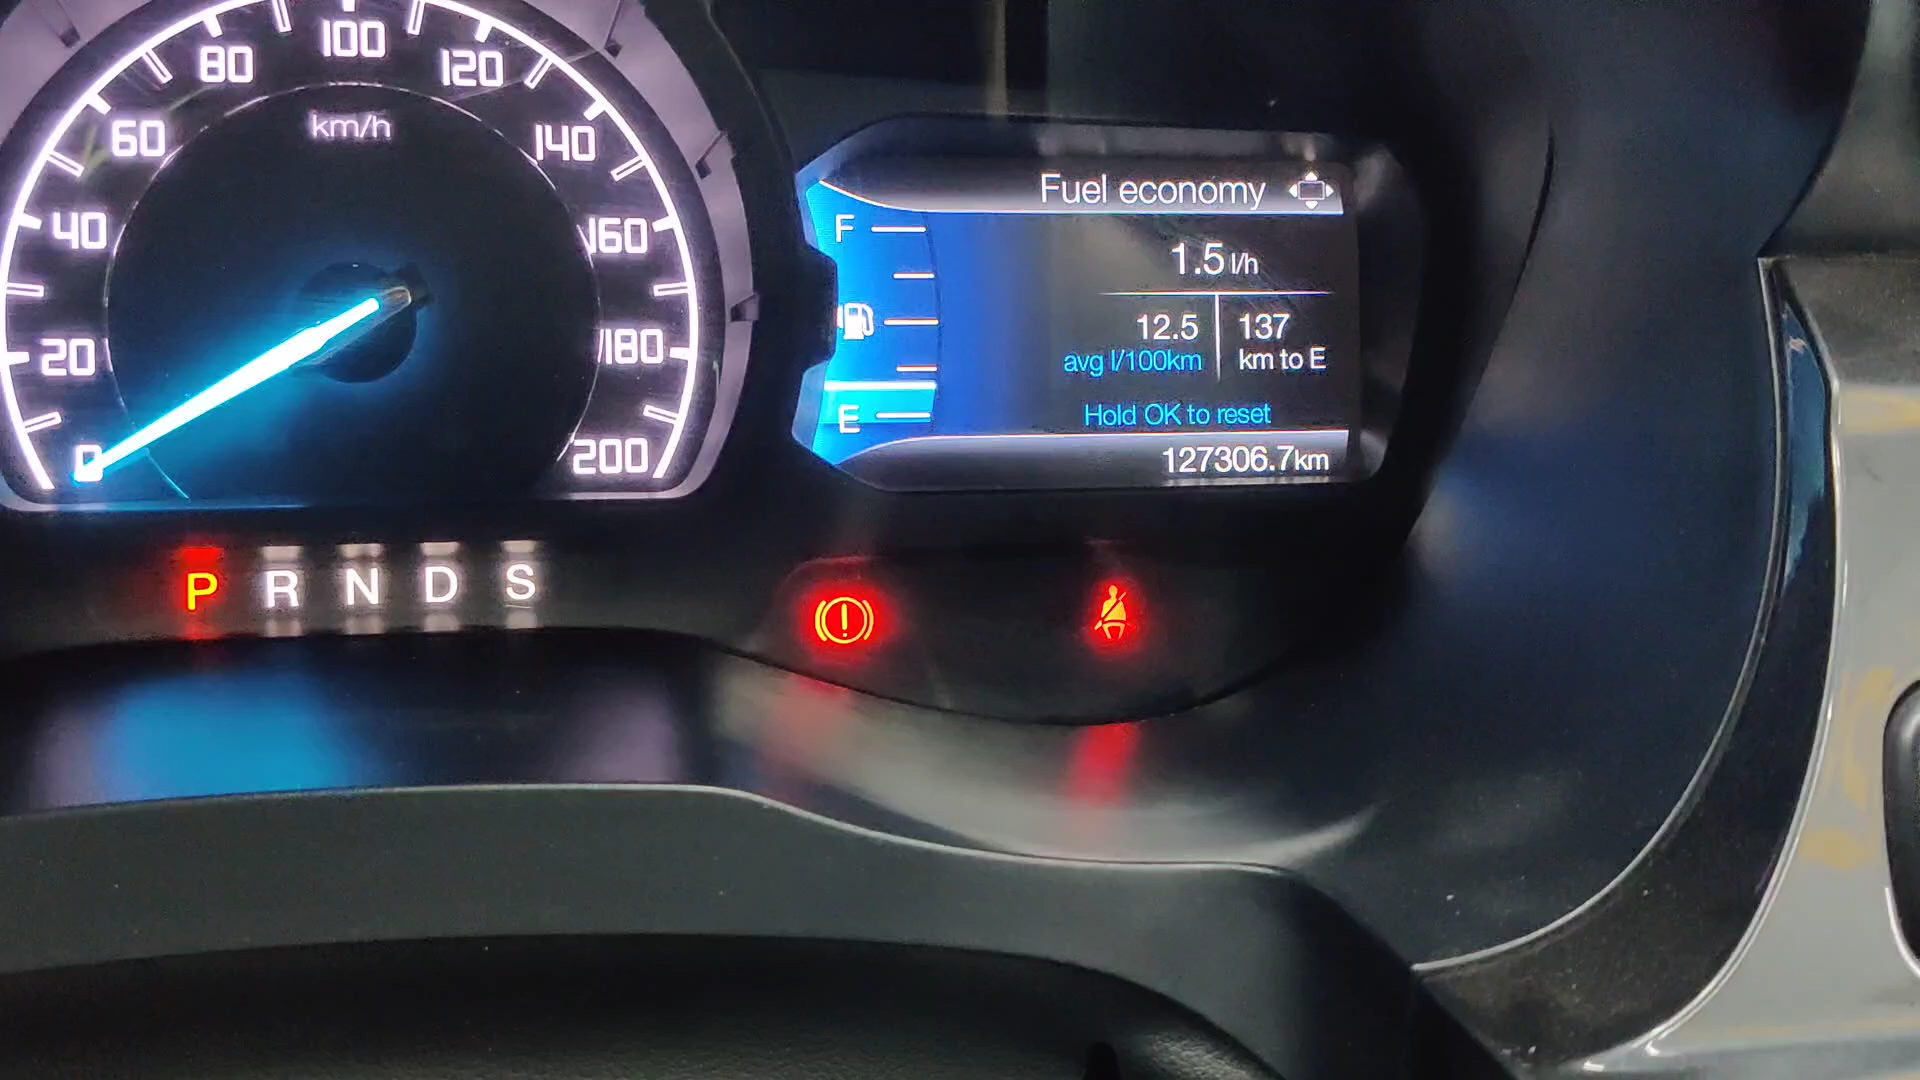 0
20
40
60
80
100
120
140
160
180
200
km/h
P R N D S
Fuel economy
F
E
1.5 l/h
12.5
avg l/100km
137
km to E
Hold OK to reset
127306.7km